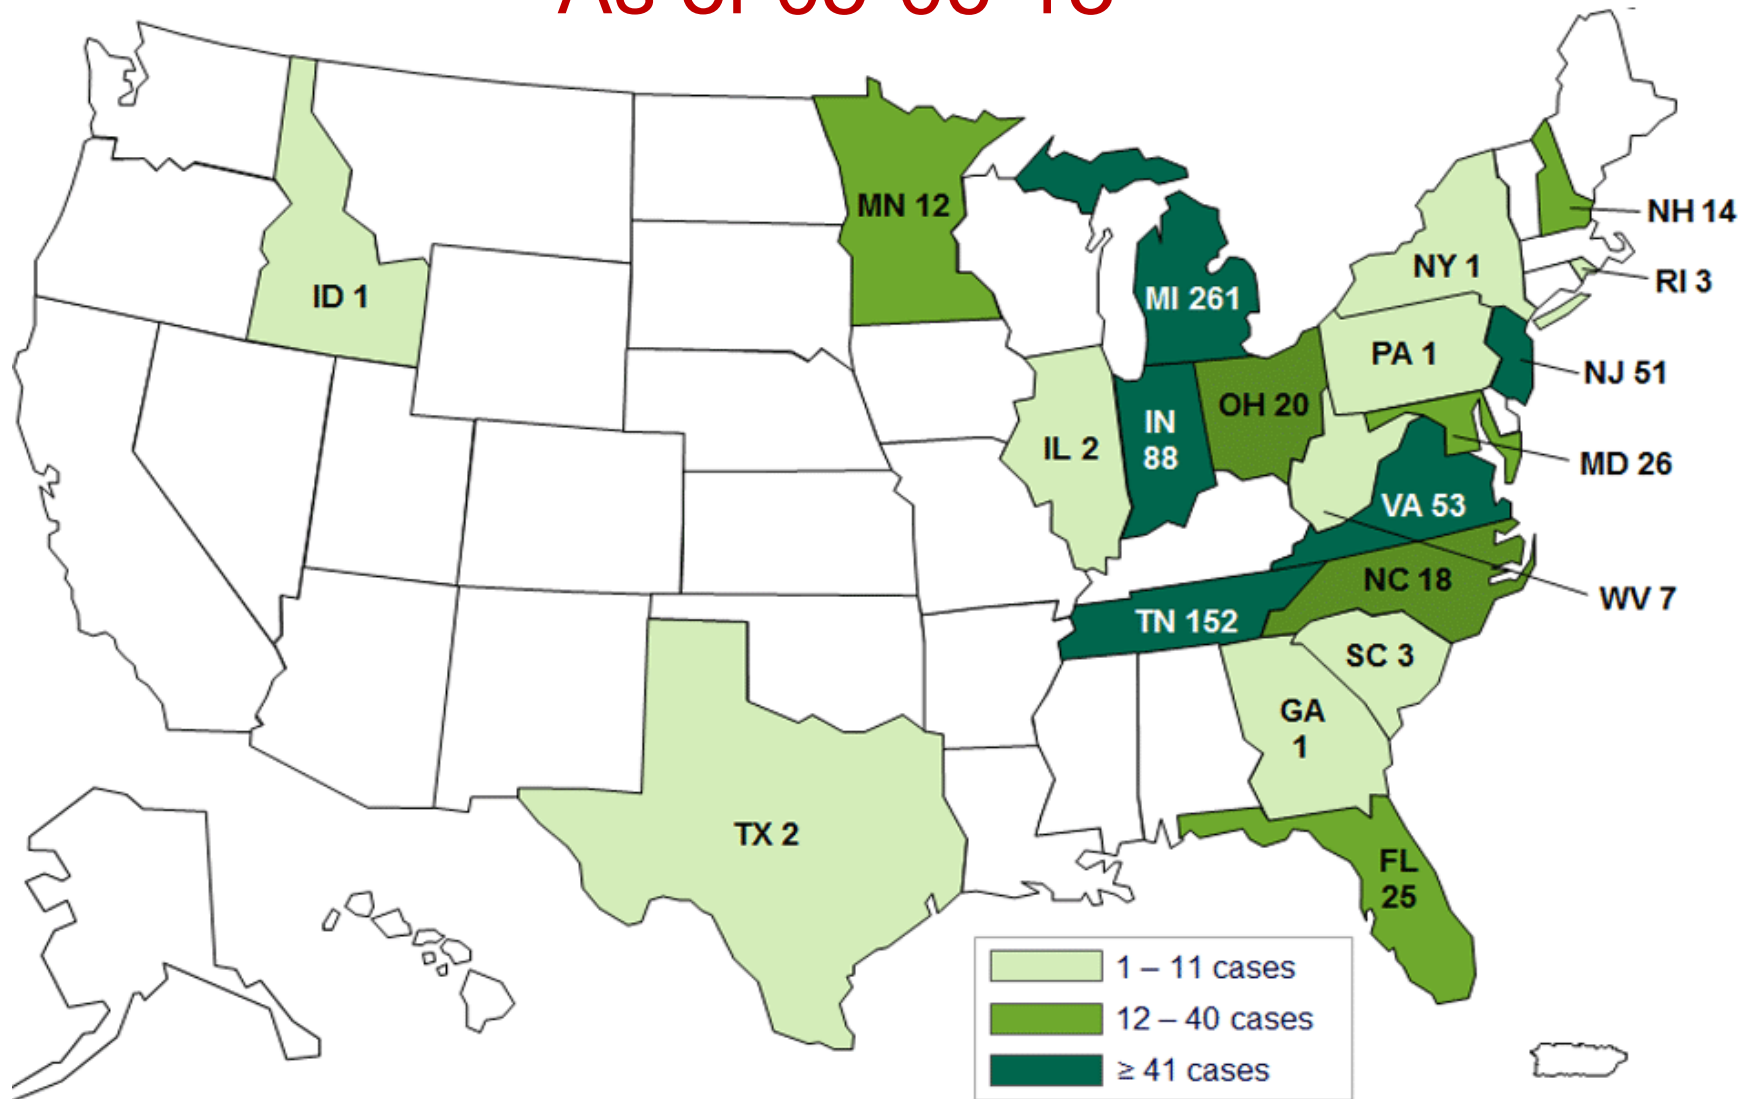 As of
MN 12
NH 14
NY 1
RI 3
ID 1
MI 261
PA 1
NJ 51
OH 20
IN
88
IL 2
MD 26
VA 53
NC 18
WV 7
TN 152
SC 3
GA
1
TX 2
FL
25
1 – 11 cases
12 – 40 cases
≥ 41 cases